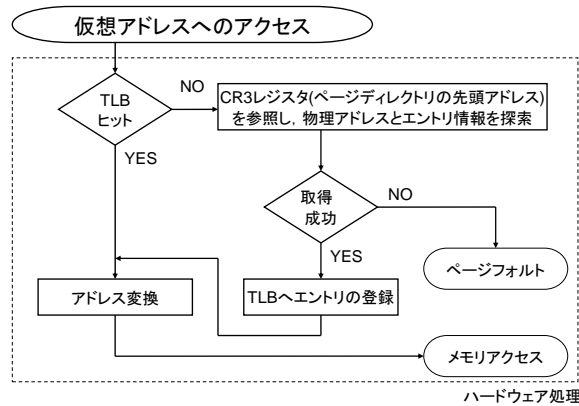 仮想アドレスへのアクセス
TLB
ヒット
NO
CR3レジスタ(ページディレクトリの先頭アドレス)
を参照し，物理アドレスとエントリ情報を探索
YES
取得
成功
NO
YES
ページフォルト
アドレス変換
TLBへエントリの登録
メモリアクセス
ハードウェア処理